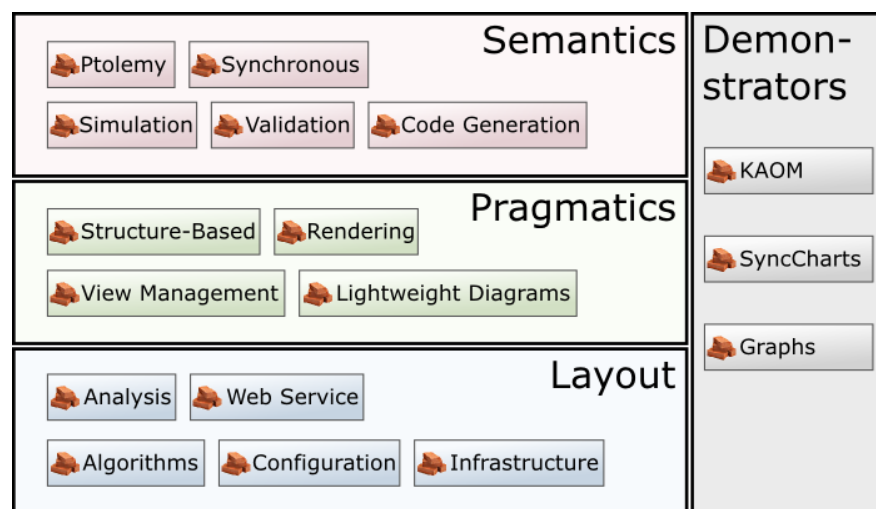 Semantics
Ptolemy
Synchronous
Simulation
Validation
Code Generation
Pragmatics
Structure-Based
Rendering
View Management
Lightweight Diagrams
Layout
Analysis
Web Service
Algorithms
Configuration
Infrastructure
Demon-
strators
KAOM
SyncCharts
Graphs